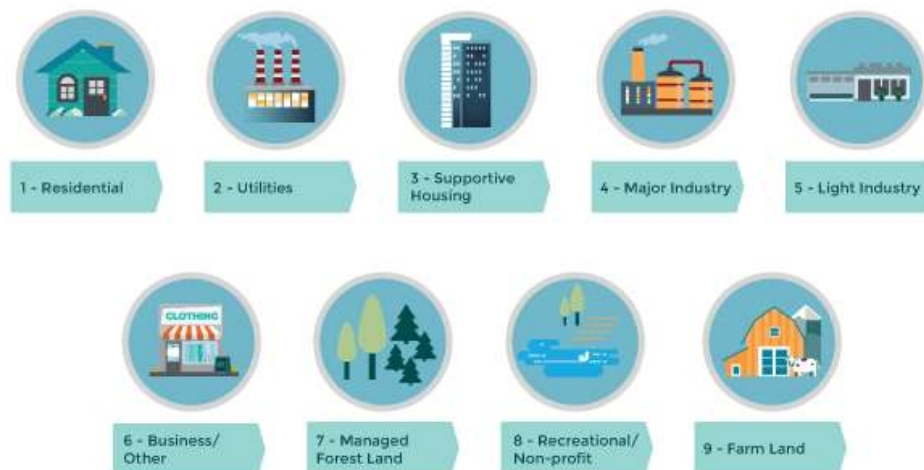 1 - Residential
2 - Utilities
3 - Supportive
Housing
4 - Major Industry
5 - Light Industry
CLOTHING
6 - Business/
Other
7 - Managed
Forest Land
8 - Recreational/
Non-profit
9 - Farm Land